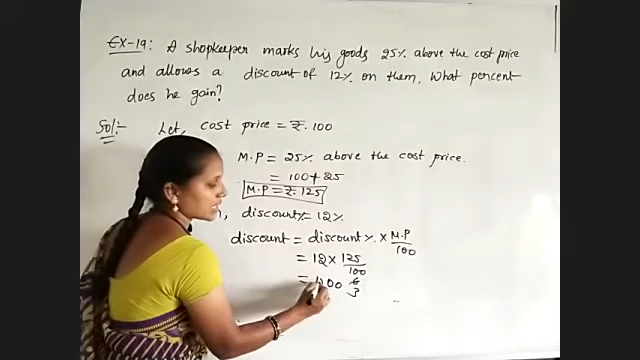 EX-19: A shopkeeper marks his goods 25% above the cost price
and allows a discount of 12% on them. What percent
does he gain?
Sol:- Let, cost price = ₹.100
M.P = 25% above the cost price.
= 100+25
M.P = ₹.125
discount% = 12%
discount = discount% × M.P/100
= 12 × 125/100
=